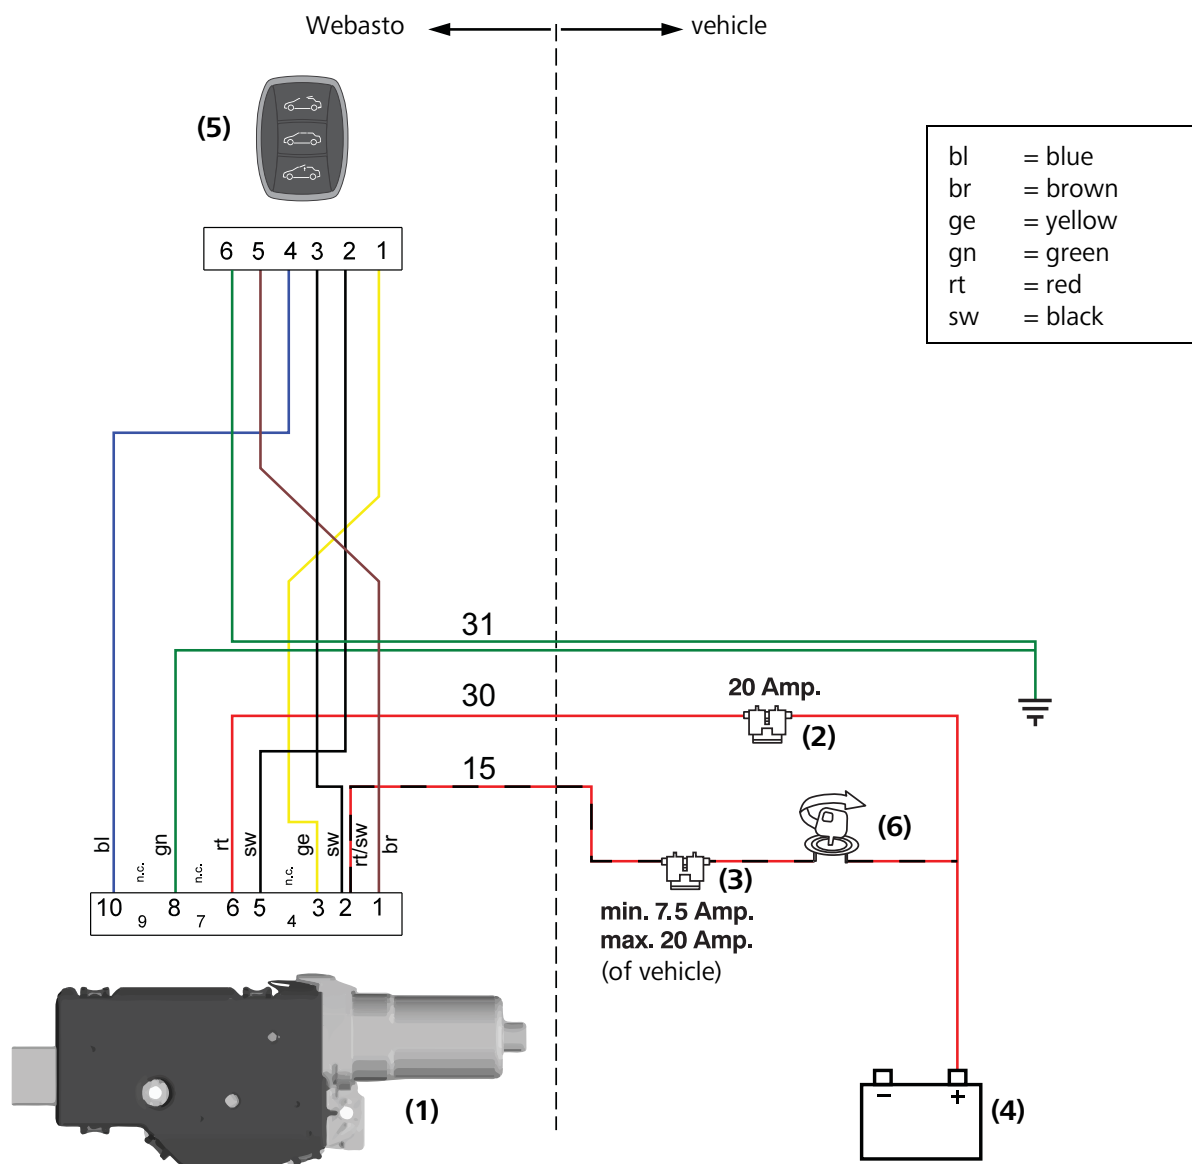 Webasto
vehicle
(5)
bl = blue
br = brown
ge = yellow
gn = green
rt = red
sw = black
6 5 4 3 2 1
31
30
20 Amp.
(2)
15
(6)
(3)
min. 7.5 Amp.
max. 20 Amp.
(of vehicle)
bl n.c. gn n.c. rt sw n.c. ge sw rt/sw br
10 9 8 7 6 5 4 3 2 1
(1)
− +
(4)